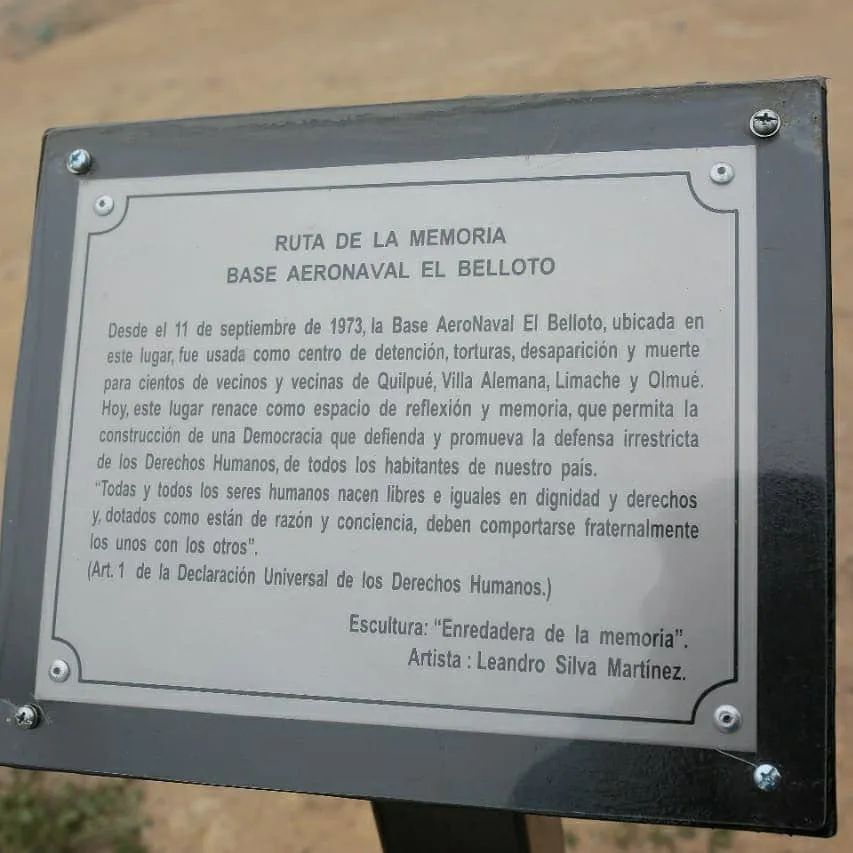 RUTA DE LA MEMORIA
BASE AERONAVAL EL BELLOTO
Desde el 11 de septiembre de 1973, la Base AeroNaval El Belloto, ubicada en
este lugar, fue usada como centro de detención, torturas, desaparición y muerte
para cientos de vecinos y vecinas de Quilpué, Villa Alemana, Limache y Olmué.
Hoy, este lugar renace como espacio de reflexión y memoria, que permita la
construcción de una Democracia que defienda y promueva la defensa irrestricta
de los Derechos Humanos, de todos los habitantes de nuestro país.
“Todas y todos los seres humanos nacen libres e iguales en dignidad y derechos
y, dotados como están de razón y conciencia, deben comportarse fraternalmente
los unos con los otros”.
(Art. 1 de la Declaración Universal de los Derechos Humanos.)
Escultura: “Enredadera de la memoria”.
Artista : Leandro Silva Martínez.